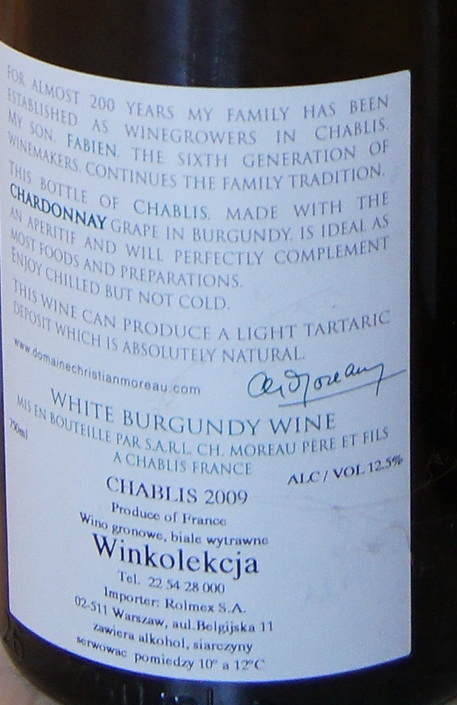 FOR ALMOST 200 YEARS MY FAMILY HAS BEEN
ESTABLISHED AS WINEGROWERS IN CHABLIS.
MY SON, FABIEN, THE SIXTH GENERATION OF
WINEMAKERS, CONTINUES THE FAMILY TRADITION.
THIS BOTTLE OF CHABLIS, MADE WITH THE
CHARDONNAY GRAPE IN BURGUNDY, IS IDEAL AS
AN APERITIF AND WILL PERFECTLY COMPLEMENT
MOST FOODS AND PREPARATIONS.
ENJOY CHILLED BUT NOT COLD.
THIS WINE CAN PRODUCE A LIGHT TARTARIC
DEPOSIT WHICH IS ABSOLUTELY NATURAL.
www.domainechristianmoreau.com
WHITE BURGUNDY WINE
MIS EN BOUTEILLE PAR S.A.R.L. CH. MOREAU PÈRE ET FILS
A CHABLIS FRANCE
750ml
ALC / VOL 12.5%
CHABLIS 2009
Produce of France
Wino gronowe, biale wytrawne
Winkolekcja
Tel. 22 54 28 000
Importer: Rolmex S.A.
02-511 Warszaw, aul.Belgijska 11
zawiera alkohol, siarczyny
serwowac pomiedzy 10° a 12°C